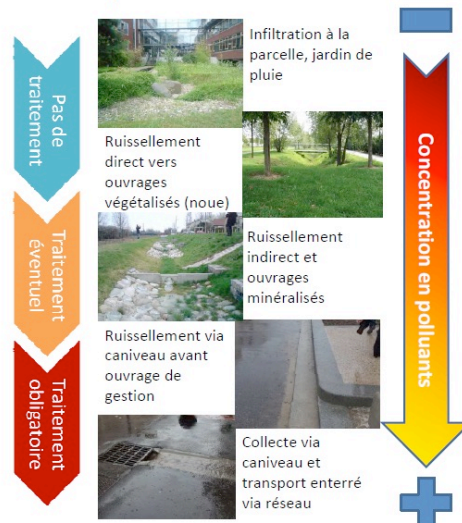 Pas de
traitement
Traitement
éventuel
Traitement
obligatoire
Infiltration à la
parcelle, jardin de
pluie
Ruissellement
direct vers
ouvrages
végétalisés (noue)
Ruissellement
indirect et
ouvrages
minéralisés
Ruissellement via
caniveau avant
ouvrage de
gestion
Collecte via
caniveau et
transport enterré
via réseau
Concentration en polluants